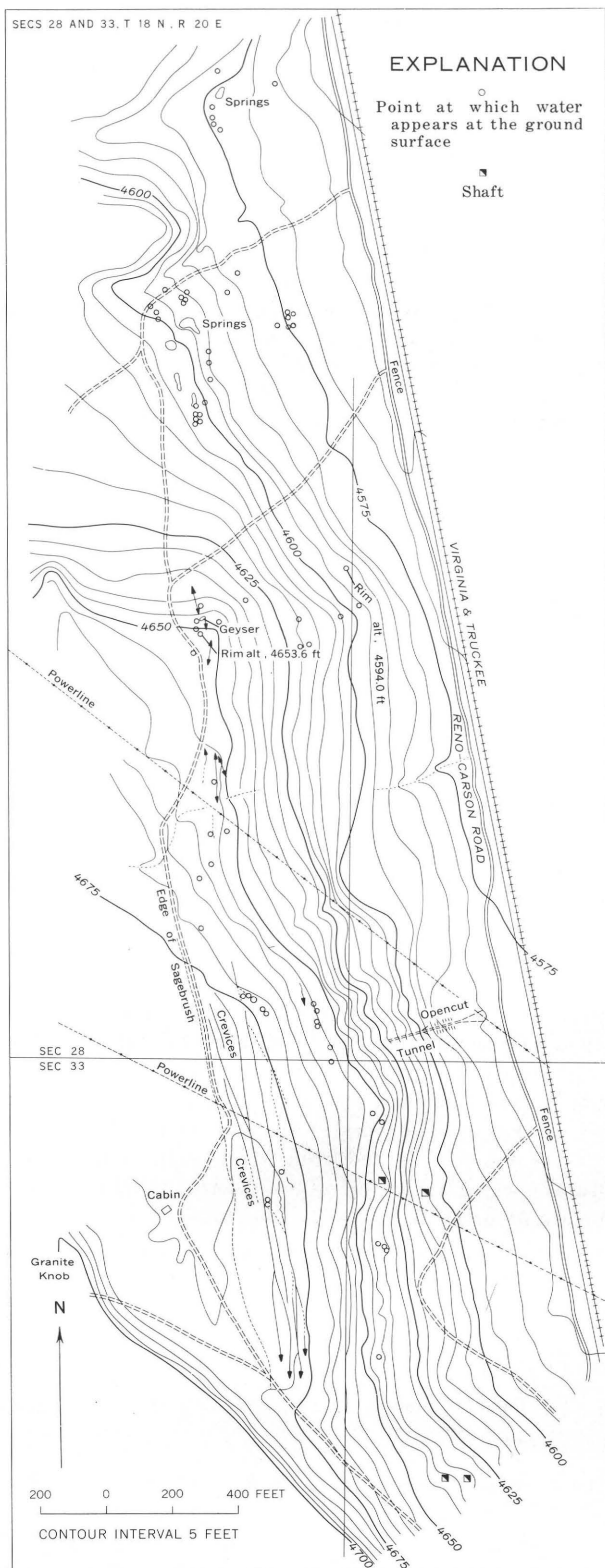 SECS 28 AND 33, T 18 N, R 20 E
EXPLANATION
Point at which water
appears at the ground
surface
Shaft
Springs
4600
Springs
Fence
4575
4600
4625
VIRGINIA & TRUCKEE
Rim
alt, 4594.0 ft
4650
Geyser
Rim alt, 4653.6 ft
Powerline
RENO-CARSON ROAD
4675
Edge of
Sagebrush
4575
Crevices
Opencut
Tunnel
SEC 28
SEC 33
Powerline
Fence
Crevices
Cabin
Granite
Knob
N
4600
4625
4650
4675
4700
200 0 200 400 FEET
CONTOUR INTERVAL 5 FEET